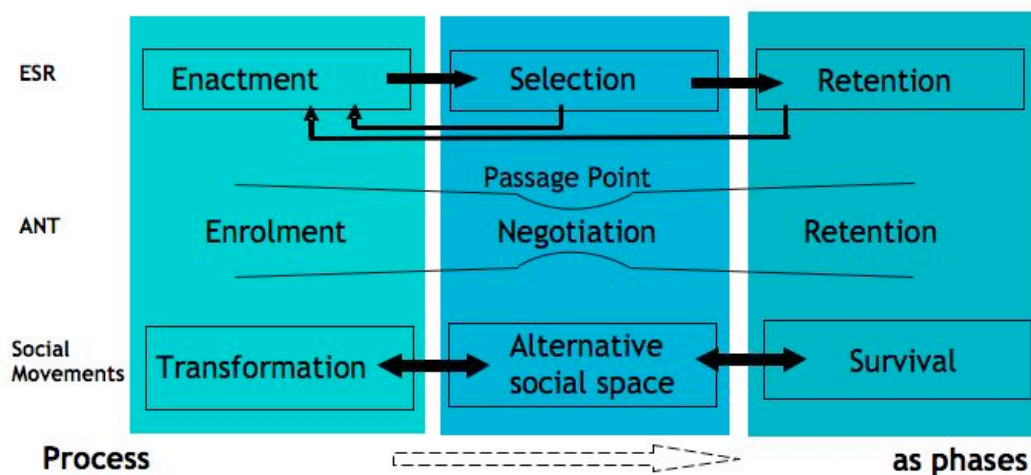 ESR
Enactment
Selection
Retention
Passage Point
ANT
Enrolment
Negotiation
Retention
Social
Movements
Transformation
Alternative
social space
Survival
Process
as phases